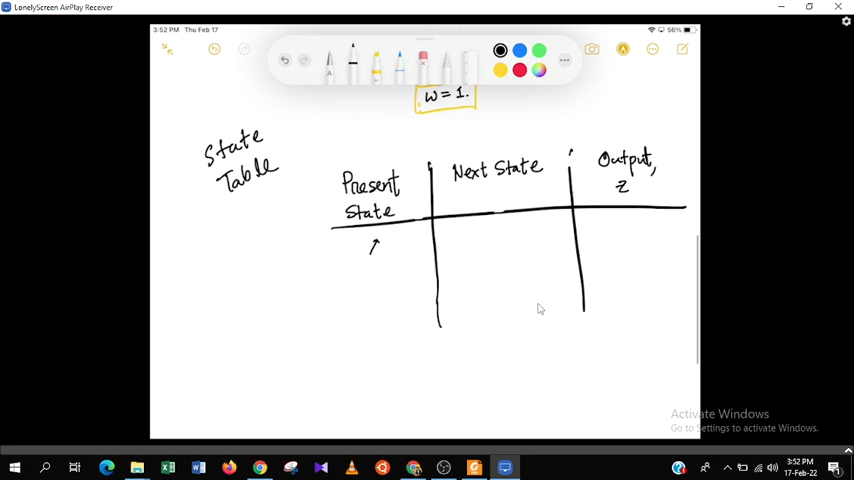 LonelyScreen AirPlay Receiver
3:52 PM Thu Feb 17
56%
A
w = 1.
State
Table
Present
State
Next State
Output,
z
Activate Windows
Go to Settings to activate Windows.
3:52 PM
17-Feb-22